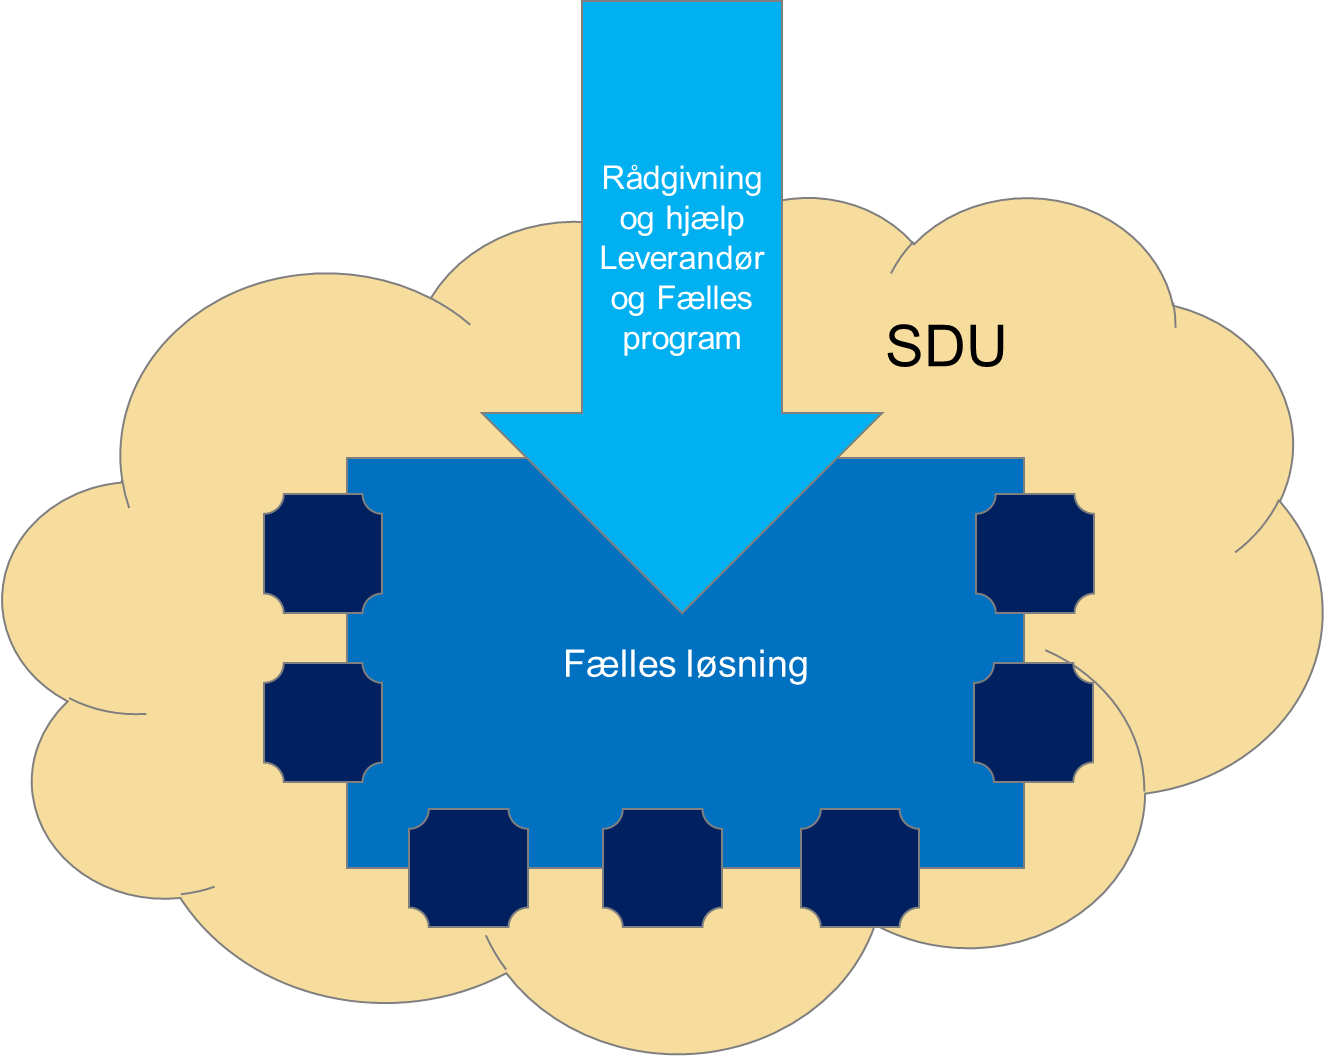 Rådgivning
og hjælp
Leverandør
og Fælles
program
SDU
Fælles løsning